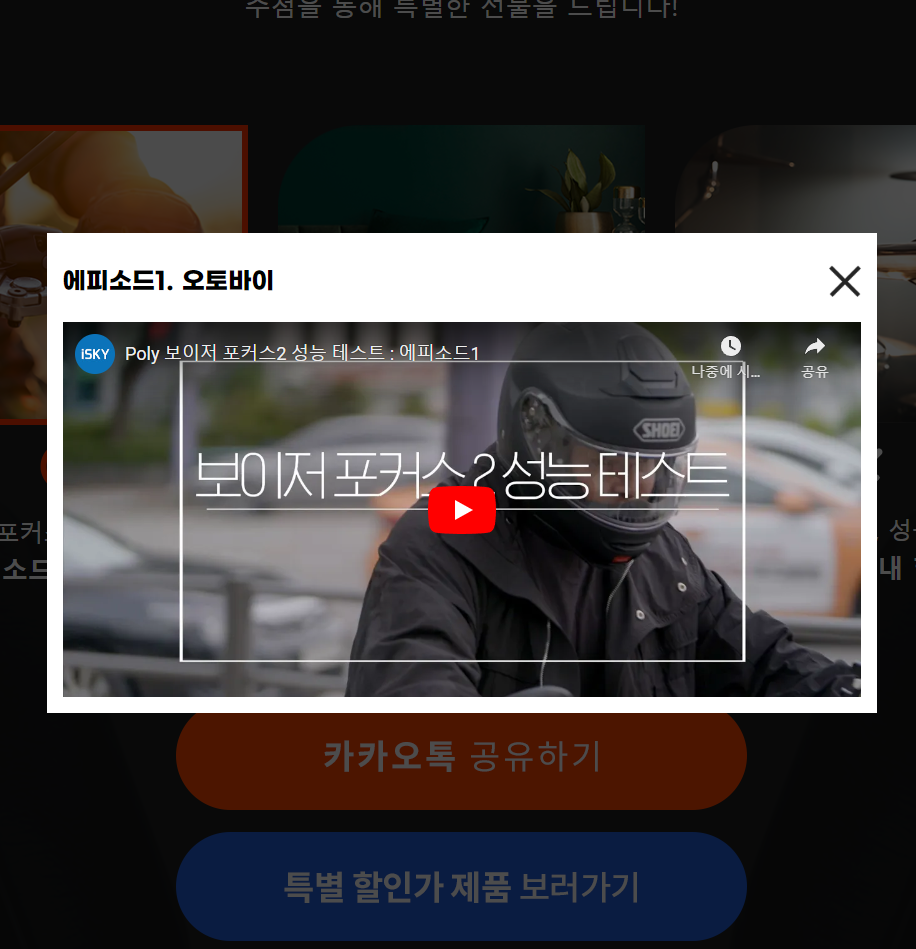 추첨을 통해 특별한 선물을 드립니다!
에피소드1. 오토바이
iSKY
Poly 보이저 포커스2 성능 테스트 : 에피소드1
나중에 시...
공유
SHOEI
보이저 포커스 2 성능 테스트
포커
성
소드
내
카카오톡 공유하기
특별 할인가 제품 보러가기